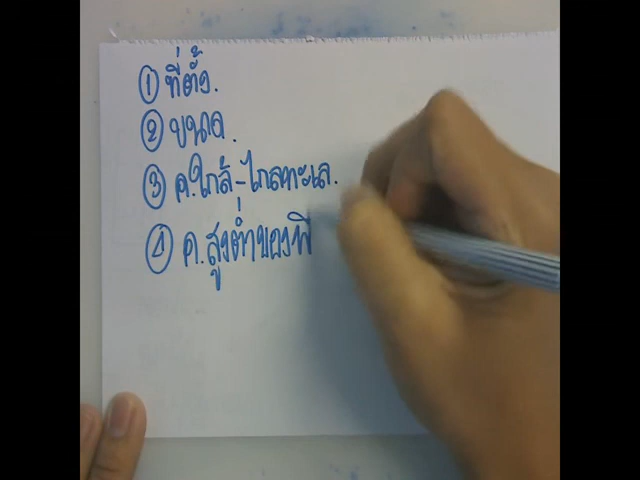 ① ที่ตั้ง.
② ขนาด.
③ ค.ใกล้-ไกลทะเล.
④ ค.สูงต่ำของพื